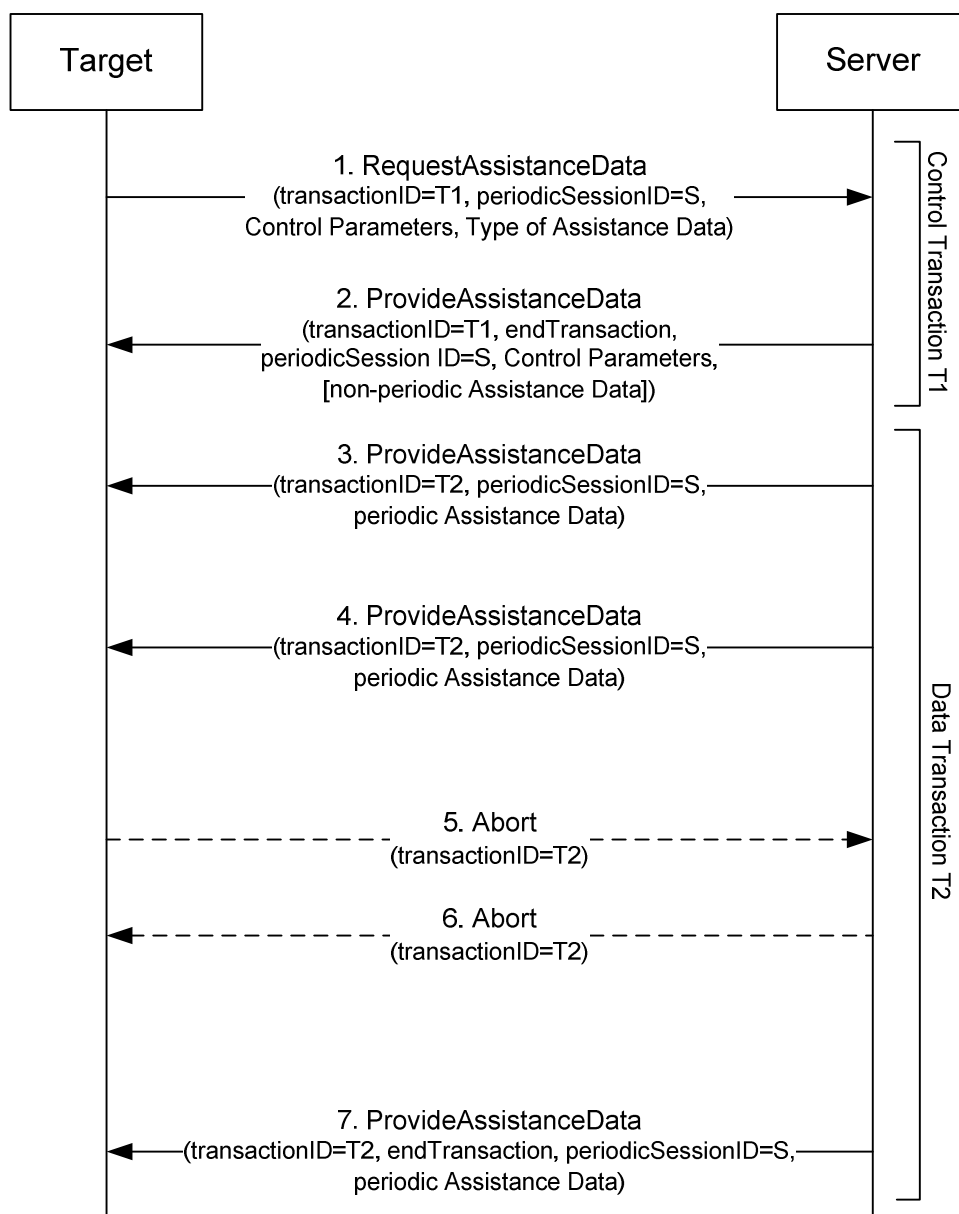 Target
Server
1. RequestAssistanceData
(transactionID=T1, periodicSessionID=S,
Control Parameters, Type of Assistance Data)
Control Transaction T1
2. ProvideAssistanceData
(transactionID=T1, endTransaction,
periodicSession ID=S, Control Parameters,
[non-periodic Assistance Data])
3. ProvideAssistanceData
(transactionID=T2, periodicSessionID=S,
periodic Assistance Data)
4. ProvideAssistanceData
(transactionID=T2, periodicSessionID=S,
periodic Assistance Data)
Data Transaction T2
5. Abort
(transactionID=T2)
6. Abort
(transactionID=T2)
7. ProvideAssistanceData
(transactionID=T2, endTransaction, periodicSessionID=S,
periodic Assistance Data)